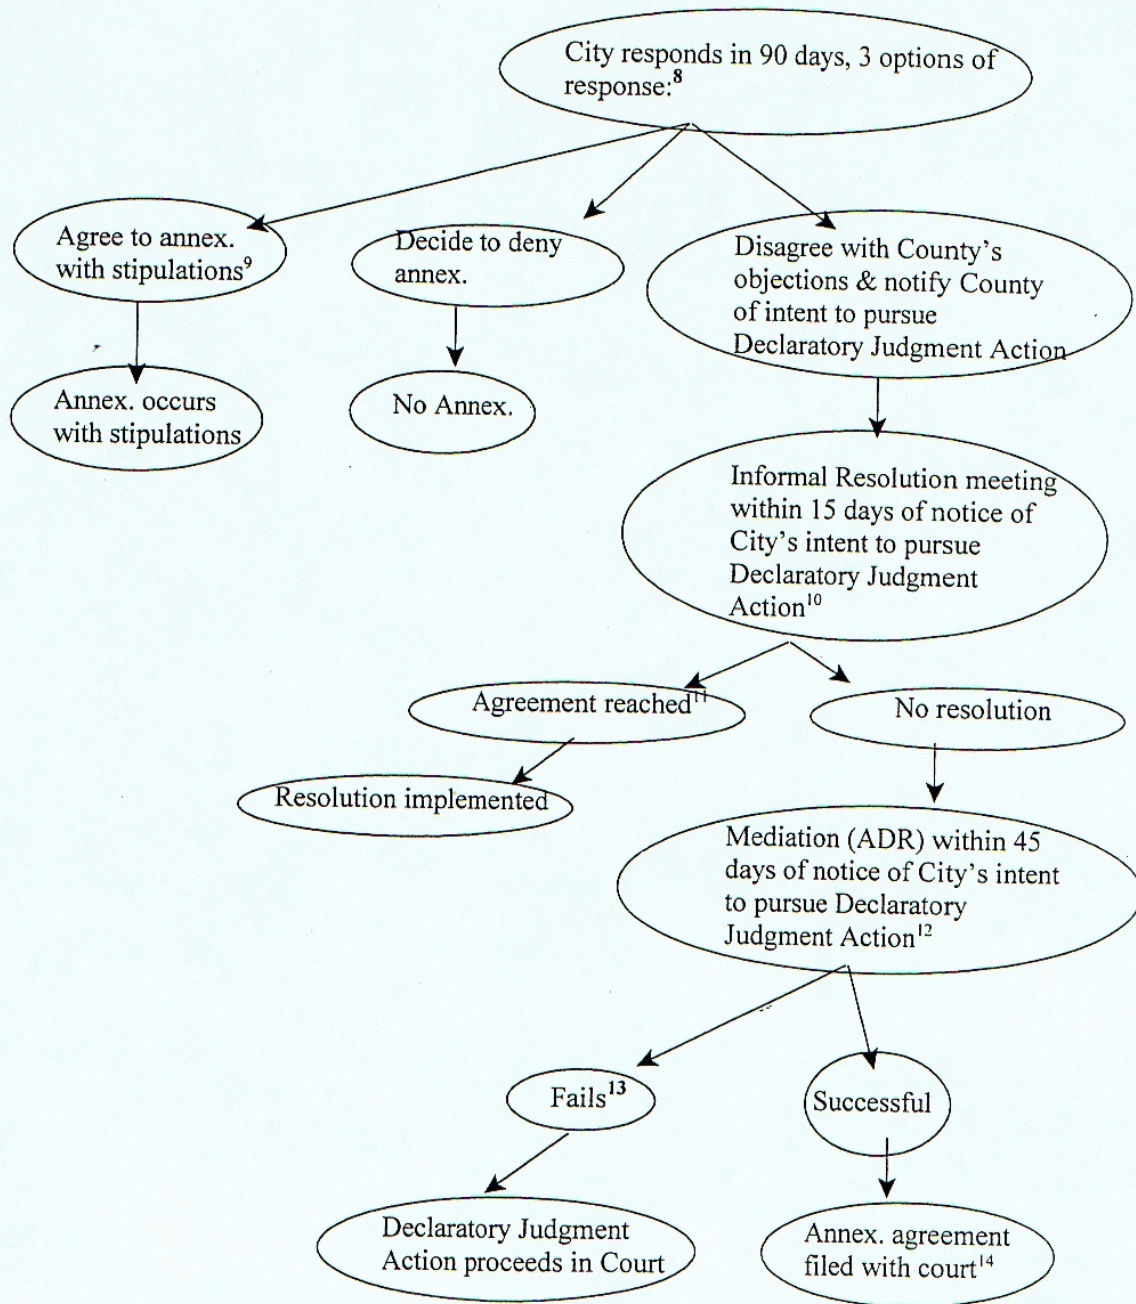 City responds in 90 days, 3 options of
response:⁸
Agree to annex.
with stipulations⁹
Decide to deny
annex.
Disagree with County's
objections & notify County
of intent to pursue
Declaratory Judgment Action
Annex. occurs
with stipulations
No Annex.
Informal Resolution meeting
within 15 days of notice of
City's intent to pursue
Declaratory Judgment
Action¹⁰
Agreement reached¹¹
No resolution
Resolution implemented
Mediation (ADR) within 45
days of notice of City's intent
to pursue Declaratory
Judgment Action¹²
Fails¹³
Successful
Declaratory Judgment
Action proceeds in Court
Annex. agreement
filed with court¹⁴